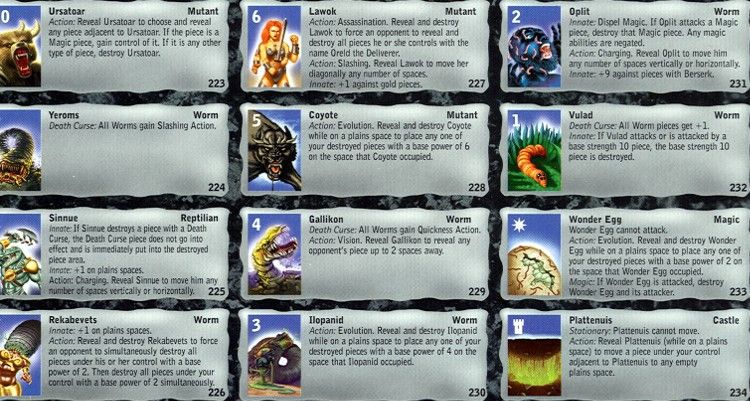 0
Ursatoar Mutant
Action: Reveal Ursatoar to choose and reveal
any piece adjacent to Ursatoar. If the piece is a
Magic piece, gain control of it. If it is any other
type of piece, destroy Ursatoar.
223
Yeroms Worm
Death Curse: All Worms gain Slashing Action.
224
Sinnue Reptilian
Innate: If Sinnue destroys a piece with a Death
Curse, the Death Curse piece does not go into
effect and is immediately put into the destroyed
piece area.
Innate: +1 on plains spaces.
Action: Charging. Reveal Sinnue to move him any
number of spaces vertically or horizontally.
225
Rekabevets Worm
Innate: +1 on plains spaces.
Action: Reveal and destroy Rekabevets to force
an opponent to simultaneously destroy all
pieces under his or her control with a base
power of 2. Then destroy all pieces under your
control with a base power of 2 simultaneously.
226
6
Lawok Mutant
Action: Assassination. Reveal and destroy
Lawok to force an opponent to reveal and
destroy all pieces he or she controls with the
name Qreld the Deliverer.
Action: Slashing. Reveal Lawok to move her
diagonally any number of spaces.
Innate: +1 against gold pieces.
227
5
Coyote Mutant
Action: Evolution. Reveal and destroy Coyote
while on a plains space to place any one of
your destroyed pieces with a base power of 6
on the space that Coyote occupied.
228
4
Gallikon Worm
Death Curse: All Worms gain Quickness Action.
Action: Vision. Reveal Gallikon to reveal any
opponent's piece up to 2 spaces away.
229
3
Ilopanid Worm
Action: Evolution. Reveal and destroy Ilopanid
while on a plains space to place any one of your
destroyed pieces with a base power of 4 on the
space that Ilopanid occupied.
230
2
Oplit Worm
Innate: Dispel Magic. If Oplit attacks a Magic
piece, destroy that Magic piece. Any magic
abilities are negated.
Action: Charging. Reveal Oplit to move him
any number of spaces vertically or horizontally.
Innate: +9 against pieces with Berserk.
231
1
Vulad Worm
Death Curse: All Worm pieces get +1.
Innate: If Vulad attacks or is attacked by a
base strength 10 piece, the base strength 10
piece is destroyed.
232
Wonder Egg Magic
Wonder Egg cannot attack.
Action: Evolution. Reveal and destroy Wonder
Egg while on a plains space to place any one of
your destroyed pieces with a base power of 2 on
the space that Wonder Egg occupied.
Magic: If Wonder Egg is attacked, destroy
Wonder Egg and its attacker.
233
Plattenuis Castle
Stationary: Plattenuis cannot move.
Action: Reveal Plattenuis (while on a plains
space) to move a piece under your control
adjacent to Plattenuis to any empty
plains space.
234